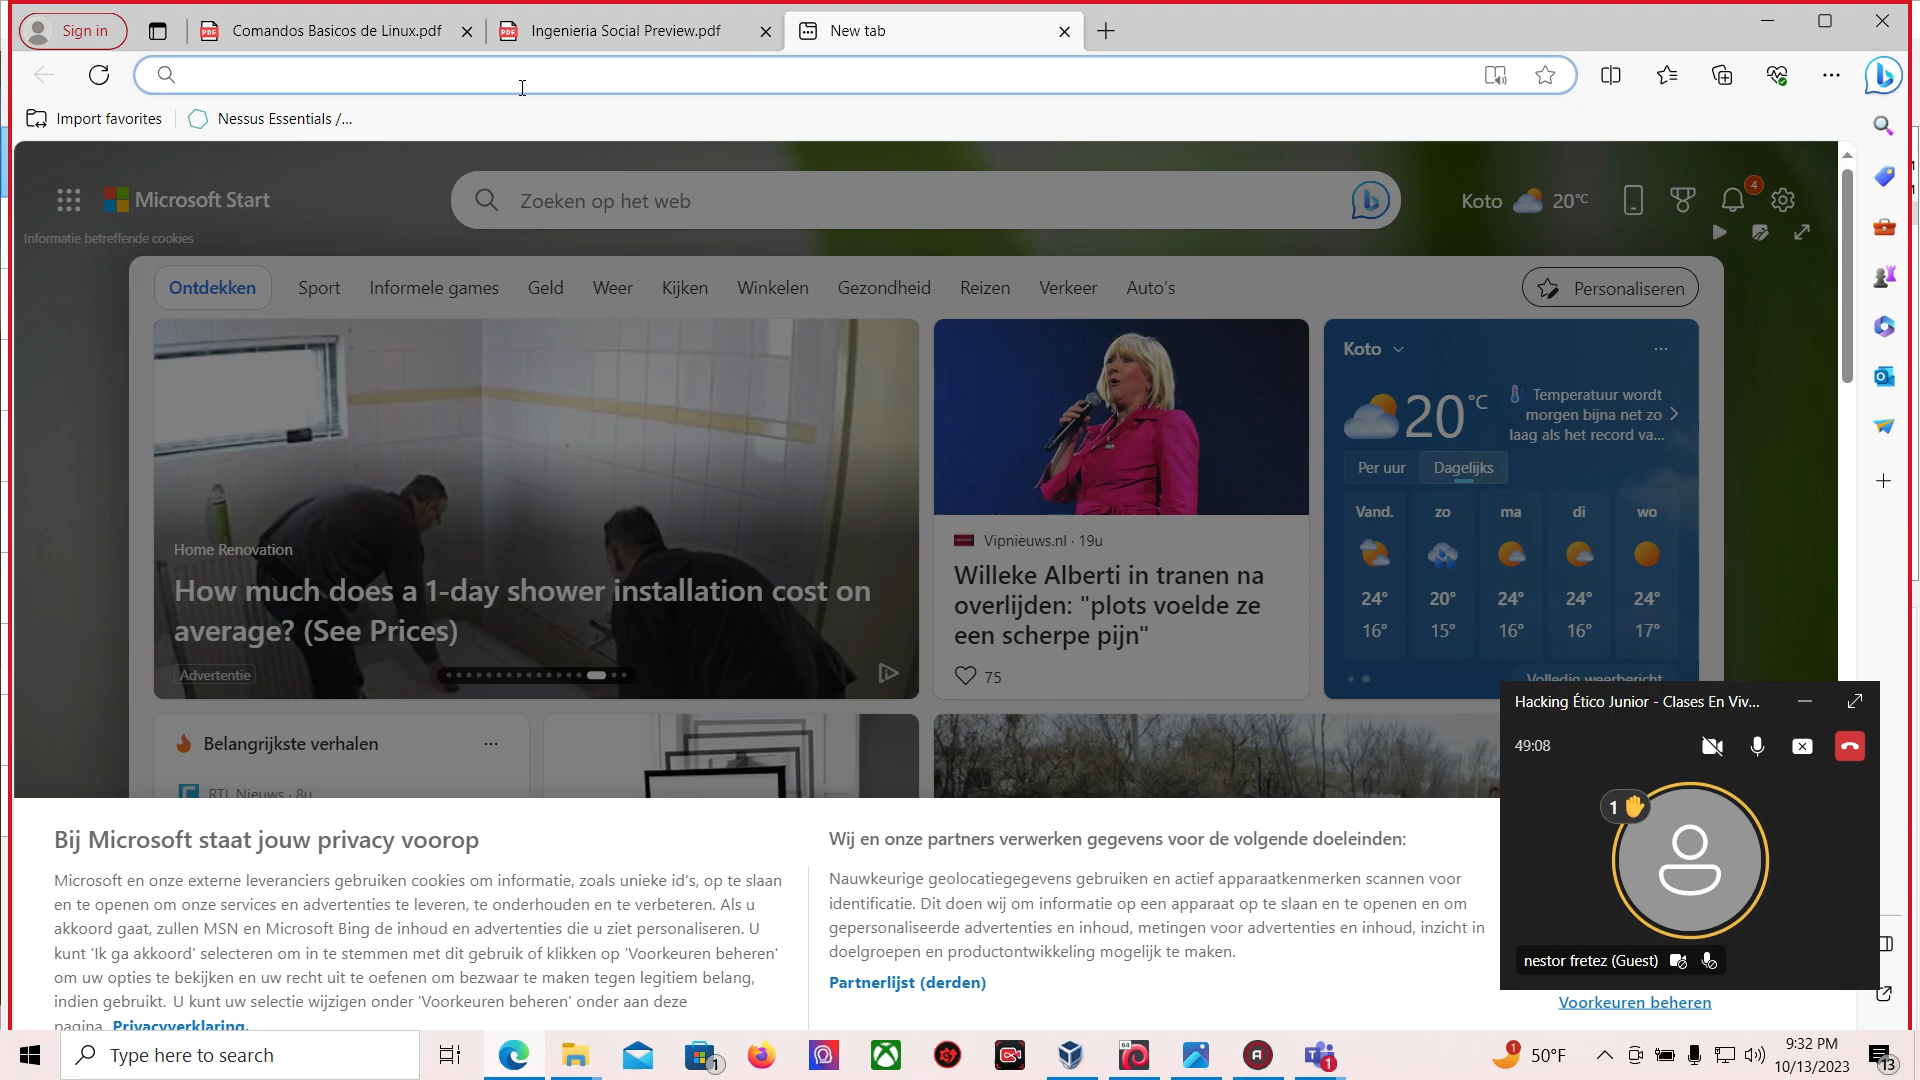 Sign in
Comandos Basicos de Linux.pdf
Ingenieria Social Preview.pdf
New tab
Import favorites
Nessus Essentials /...
Microsoft Start
Zoeken op het web
Koto
20°C
4
Informatie betreffende cookies
Ontdekken
Sport
Informele games
Geld
Weer
Kijken
Winkelen
Gezondheid
Reizen
Verkeer
Auto's
Personaliseren
Home Renovation
How much does a 1-day shower installation cost on
average? (See Prices)
Advertentie
Vipnieuws.nl · 19u
Willeke Alberti in tranen na
overlijden: "plots voelde ze
een scherpe pijn"
75
Koto
20°C
Temperatuur wordt
morgen bijna net zo
laag als het record va...
Per uur
Dagelijks
Vand.
zo
ma
di
wo
24°
20°
24°
24°
24°
16°
15°
16°
16°
17°
Volledig weerbericht
Belangrijkste verhalen
RTL Nieuws · 8u
Bij Microsoft staat jouw privacy voorop
Microsoft en onze externe leveranciers gebruiken cookies om informatie, zoals unieke id's, op te slaan
en te openen om onze services en advertenties te leveren, te onderhouden en te verbeteren. Als u
akkoord gaat, zullen MSN en Microsoft Bing de inhoud en advertenties die u ziet personaliseren. U
kunt 'Ik ga akkoord' selecteren om in te stemmen met dit gebruik of klikken op 'Voorkeuren beheren'
om uw opties te bekijken en uw recht uit te oefenen om bezwaar te maken tegen legitiem belang,
indien gebruikt. U kunt uw selectie wijzigen onder 'Voorkeuren beheren' onder aan deze
pagina. Privacyverklaring.
Wij en onze partners verwerken gegevens voor de volgende doeleinden:
Nauwkeurige geolocatiegegevens gebruiken en actief apparaatkenmerken scannen voor
identificatie. Dit doen wij om informatie op een apparaat op te slaan en te openen en om
gepersonaliseerde advertenties en inhoud, metingen voor advertenties en inhoud, inzicht in
doelgroepen en productontwikkeling mogelijk te maken.
Partnerlijst (derden)
Voorkeuren beheren
Hacking Ético Junior - Clases En Viv...
49:08
1
nestor fretez (Guest)
Type here to search
1
64
1
1
50°F
9:32 PM
10/13/2023
13